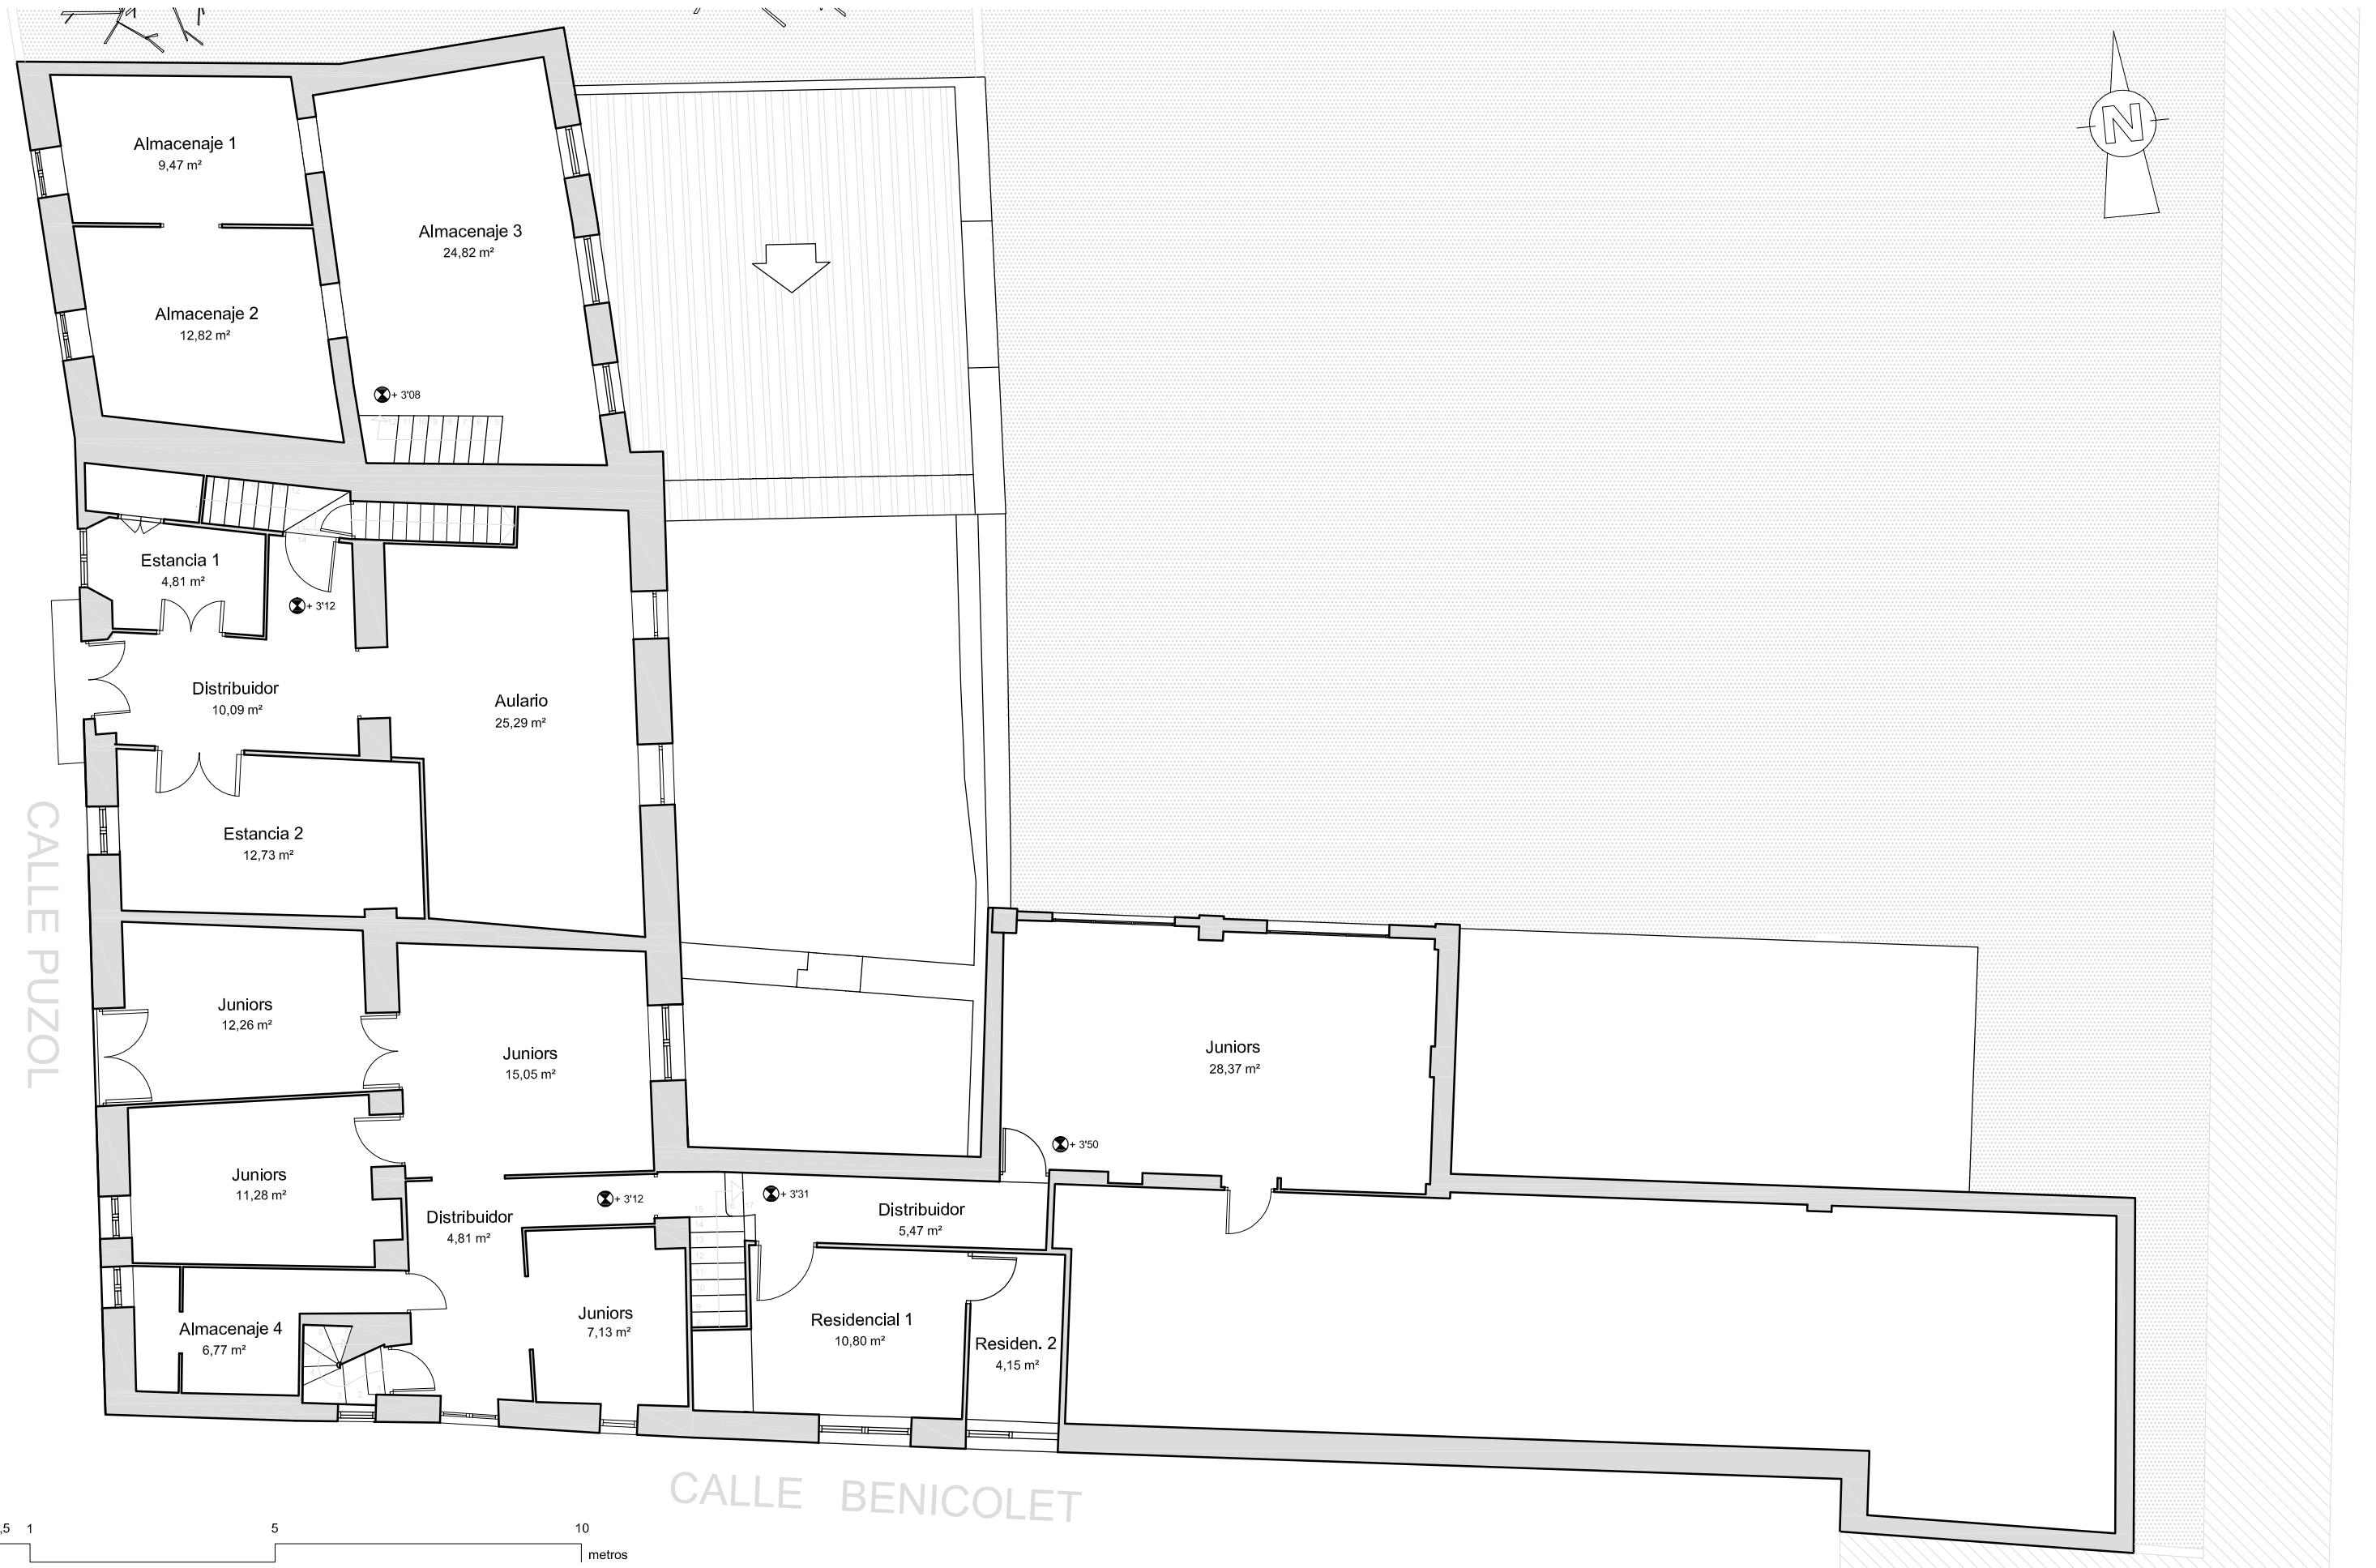 N
Almacenaje 1
9,47 m²
Almacenaje 3
24,82 m²
Almacenaje 2
12,82 m²
+ 3'08
Estancia 1
4,81 m²
+ 3'12
Distribuidor
10,09 m²
Aulario
25,29 m²
Estancia 2
12,73 m²
CALLE PUZOL
Juniors
12,26 m²
Juniors
15,05 m²
Juniors
28,37 m²
+ 3'50
Juniors
11,28 m²
+ 3'12
+ 3'31
Distribuidor
4,81 m²
Distribuidor
5,47 m²
Juniors
7,13 m²
Residencial 1
10,80 m²
Almacenaje 4
6,77 m²
Residen. 2
4,15 m²
CALLE BENICOLET
,5 1 5 10
metros